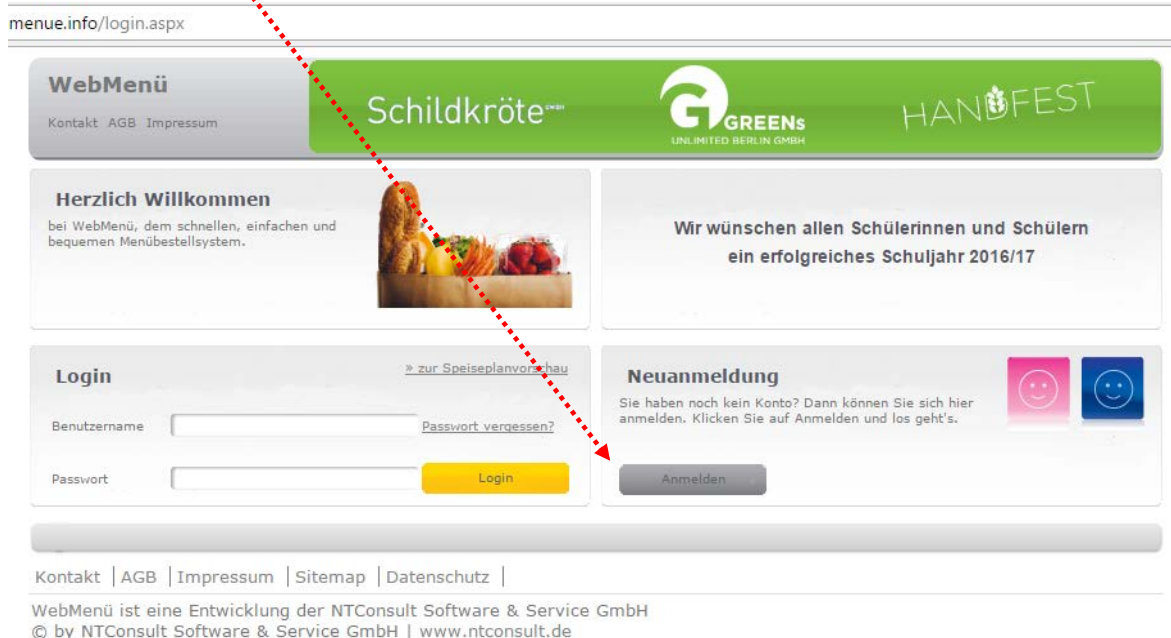 menue.info/login.aspx
WebMenü
Kontakt AGB Impressum
Schildkröte GMBH
G GREENs
UNLIMITED BERLIN GMBH
HANDFEST
Herzlich Willkommen
bei WebMenü, dem schnellen, einfachen und
bequemen Menübestellsystem.
Wir wünschen allen Schülerinnen und Schülern
ein erfolgreiches Schuljahr 2016/17
Login
» zur Speiseplanvorschau
Benutzername
Passwort vergessen?
Passwort
Login
Neuanmeldung
Sie haben noch kein Konto? Dann können Sie sich hier
anmelden. Klicken Sie auf Anmelden und los geht's.
Anmelden
Kontakt | AGB | Impressum | Sitemap | Datenschutz |
WebMenü ist eine Entwicklung der NTConsult Software & Service GmbH
© by NTConsult Software & Service GmbH | www.ntconsult.de